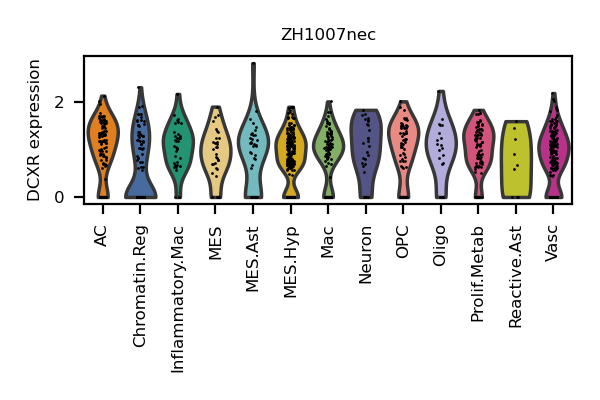 ZH1007nec
DCXR expression
2
0
AC
Chromatin.Reg
Inflammatory.Mac
MES
MES.Ast
MES.Hyp
Mac
Neuron
OPC
Oligo
Prolif.Metab
Reactive.Ast
Vasc